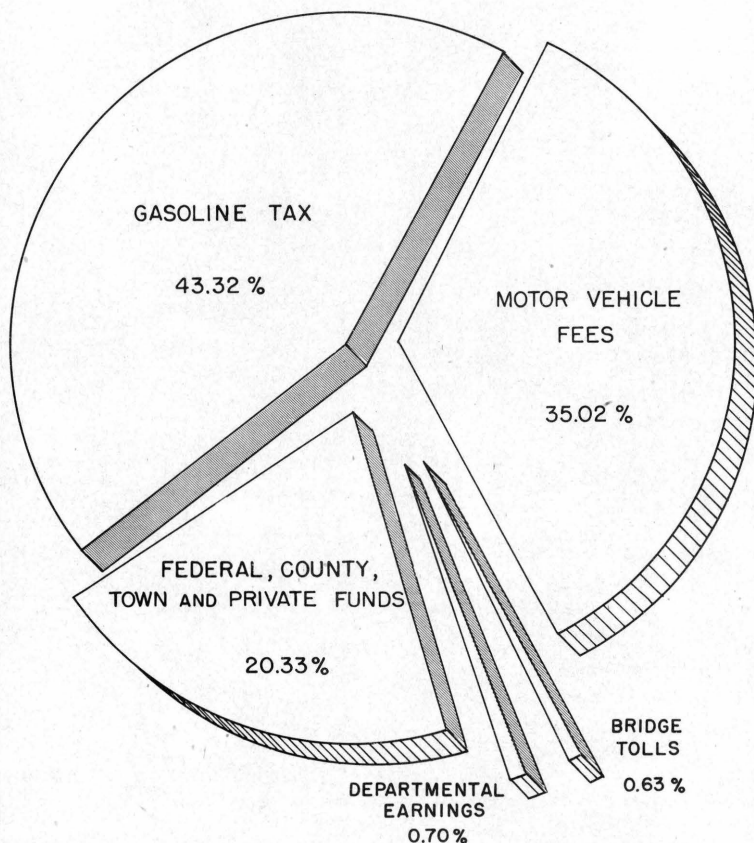 GASOLINE TAX
43.32 %
MOTOR VEHICLE
FEES
35.02 %
FEDERAL, COUNTY,
TOWN AND PRIVATE FUNDS
20.33 %
BRIDGE
TOLLS
0.63 %
DEPARTMENTAL
EARNINGS
0.70 %